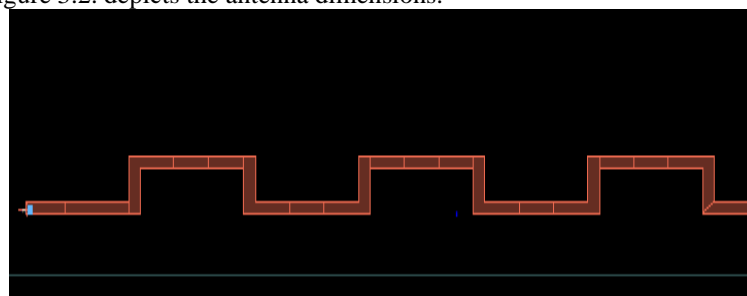 gure 3.2. depicts the antenna dimensions.